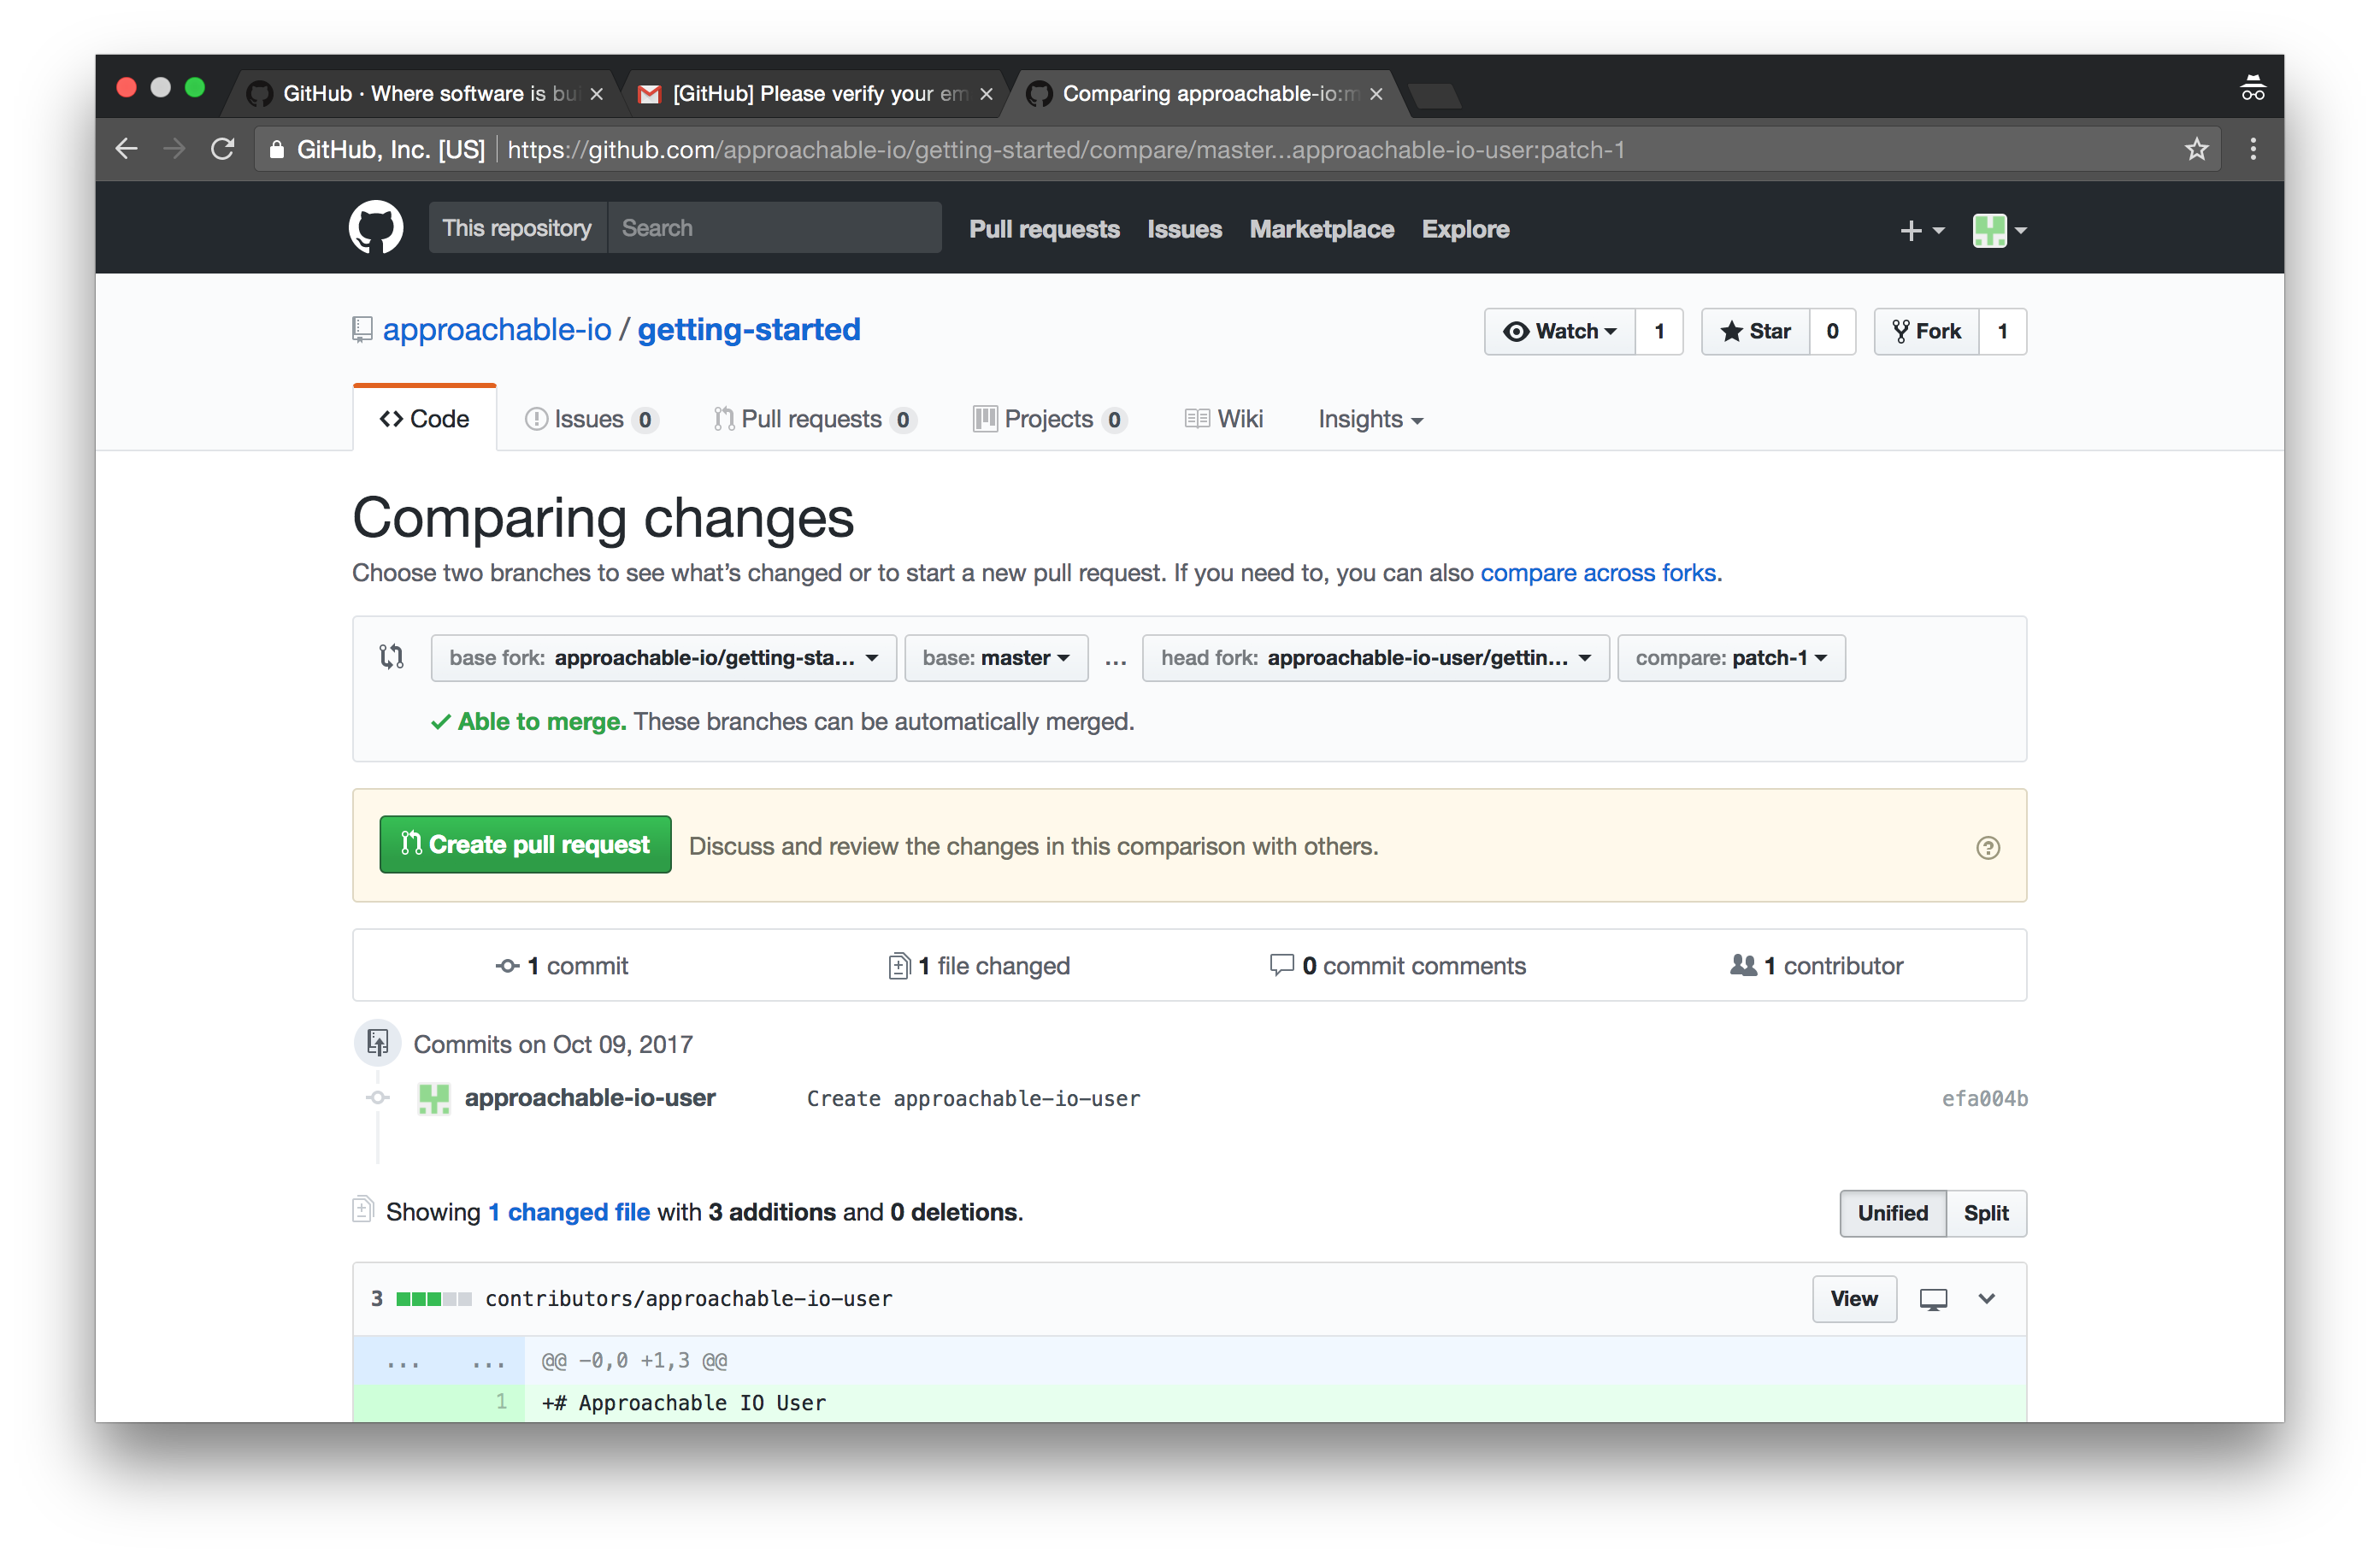 GitHub · Where software is bui
[GitHub] Please verify your em
Comparing approachable-io:m
GitHub, Inc. [US] https://github.com/approachable-io/getting-started/compare/master...approachable-io-user:patch-1
This repository Search Pull requests Issues Marketplace Explore
approachable-io / getting-started Watch 1 Star 0 Fork 1
Code Issues 0 Pull requests 0 Projects 0 Wiki Insights
Comparing changes
Choose two branches to see what’s changed or to start a new pull request. If you need to, you can also compare across forks.
base fork: approachable-io/getting-sta... base: master ... head fork: approachable-io-user/gettin... compare: patch-1
Able to merge. These branches can be automatically merged.
Create pull request Discuss and review the changes in this comparison with others.
1 commit 1 file changed 0 commit comments 1 contributor
Commits on Oct 09, 2017
approachable-io-user Create approachable-io-user efa004b
Showing 1 changed file with 3 additions and 0 deletions. Unified Split
3 contributors/approachable-io-user View
... ... @@ -0,0 +1,3 @@
1 +# Approachable IO User